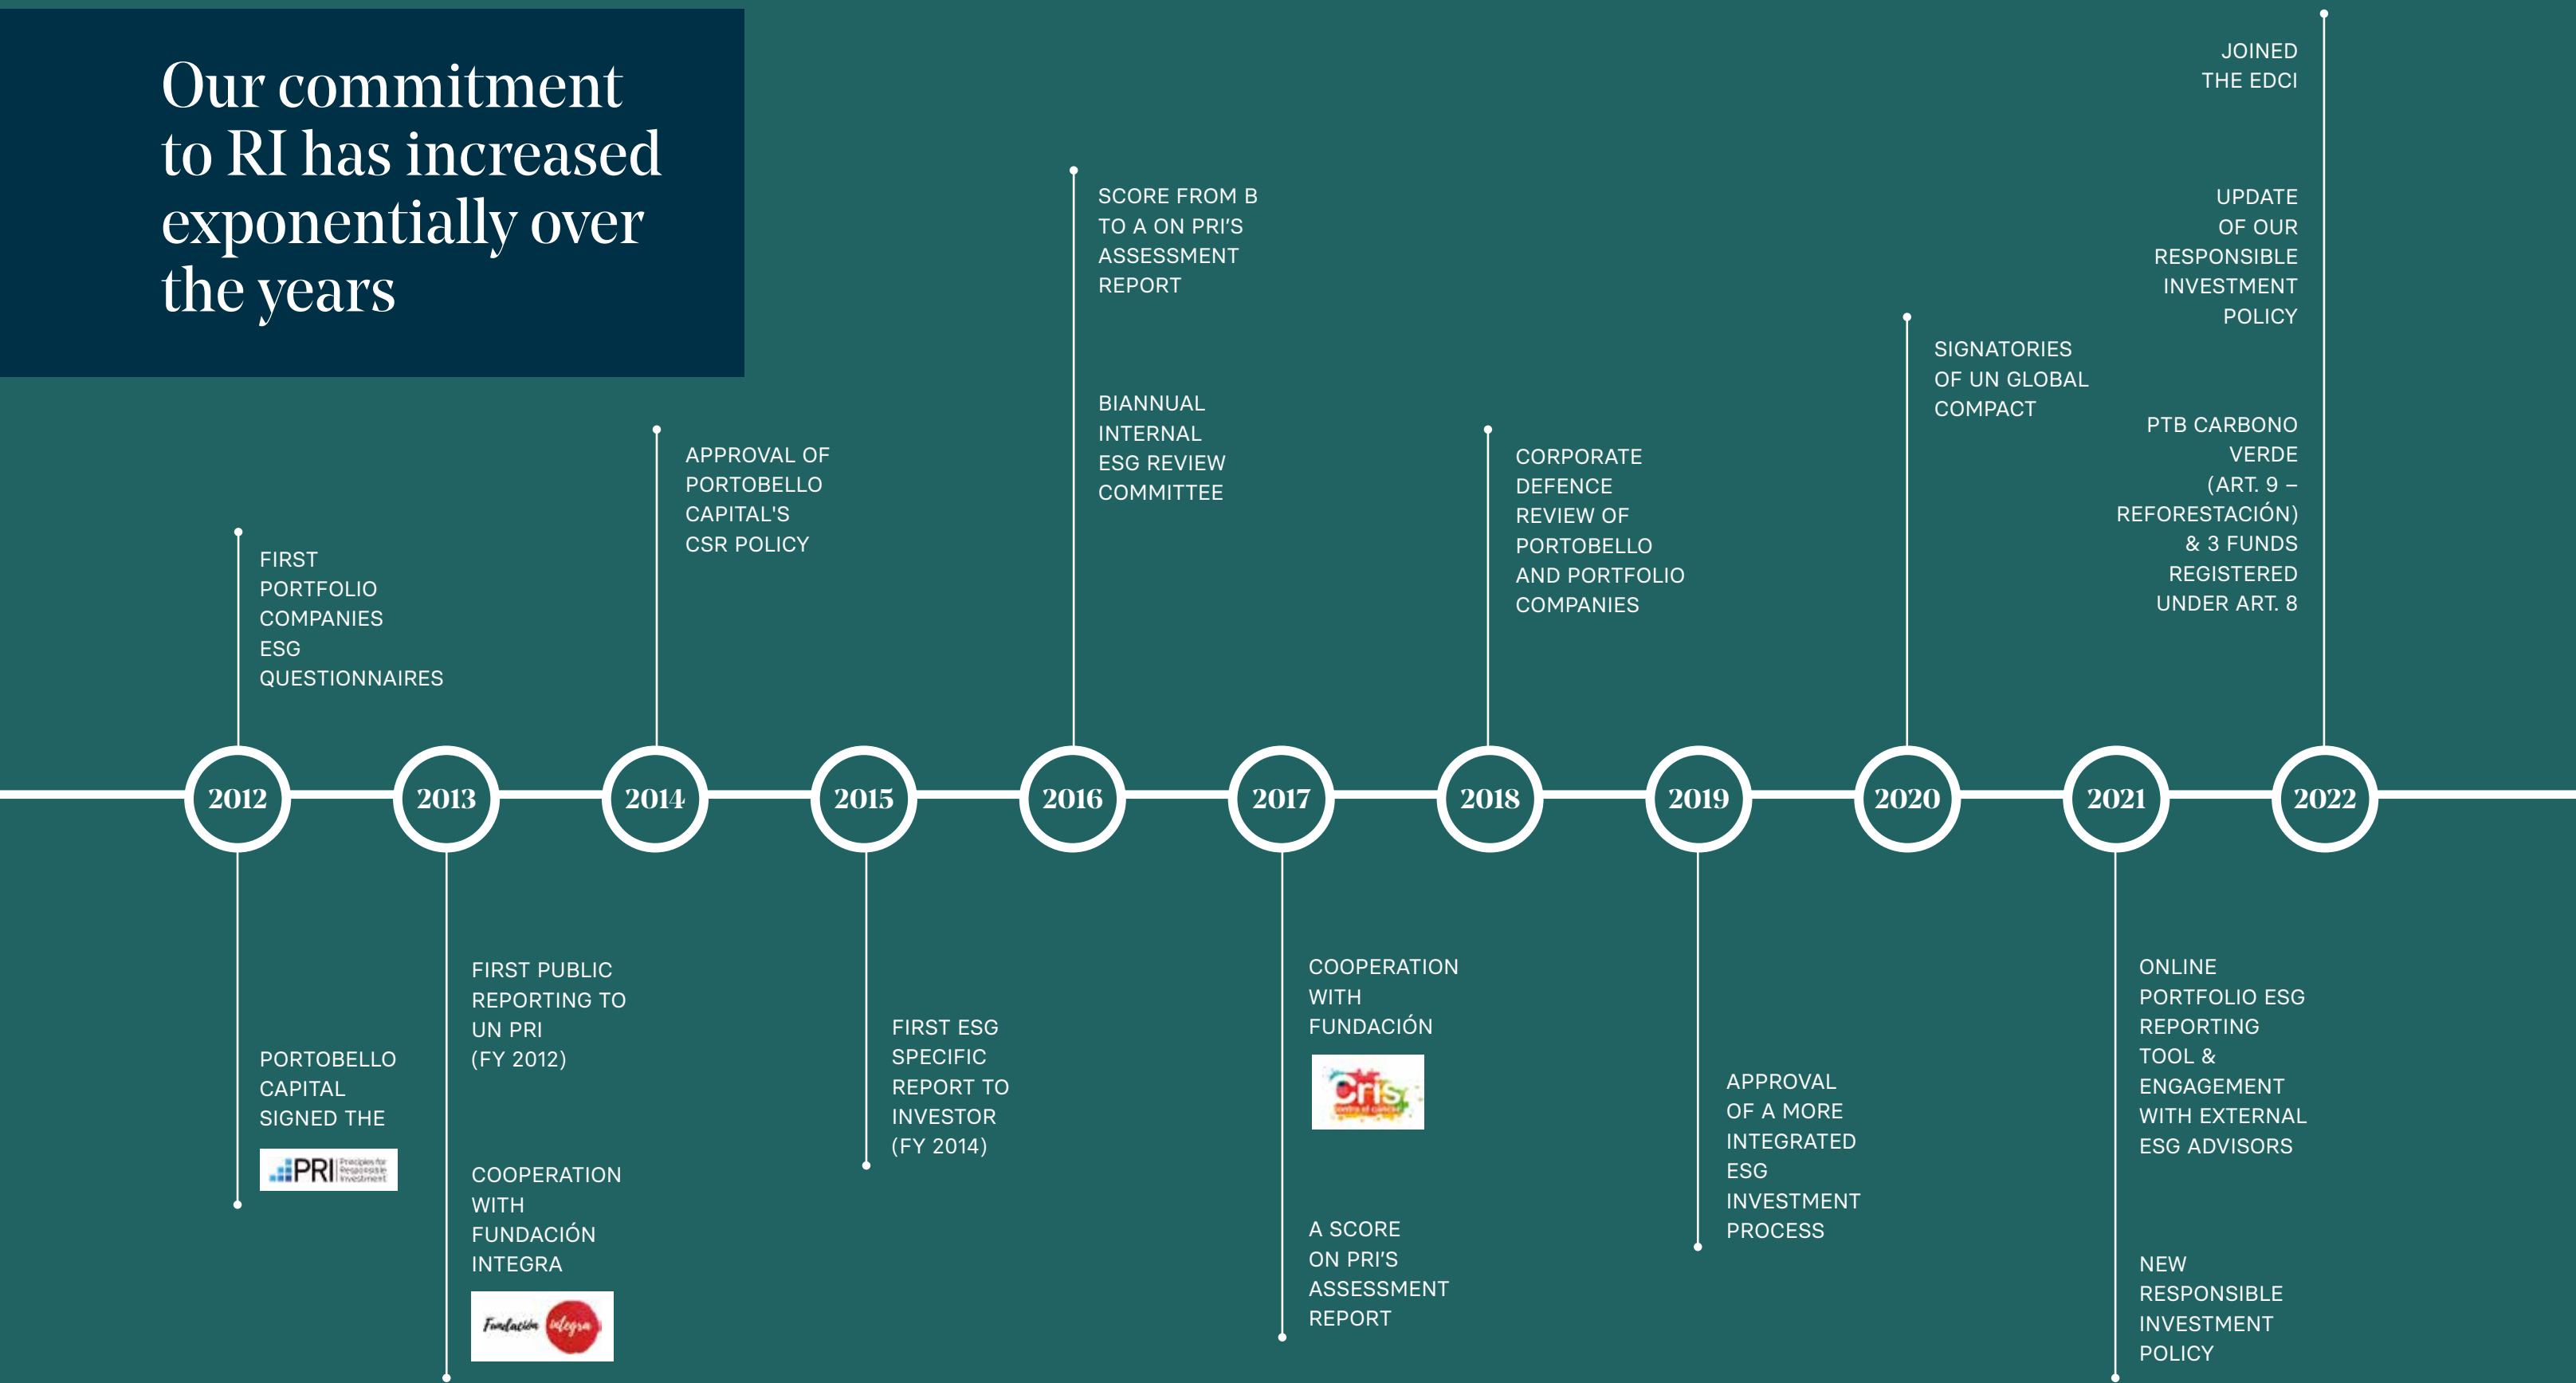 Our commitment
to RI has increased
exponentially over
the years
FIRST
PORTFOLIO
COMPANIES
ESG
QUESTIONNAIRES
APPROVAL OF
PORTOBELLO
CAPITAL'S
CSR POLICY
SCORE FROM B
TO A ON PRI’S
ASSESSMENT
REPORT
BIANNUAL
INTERNAL
ESG REVIEW
COMMITTEE
CORPORATE
DEFENCE
REVIEW OF
PORTOBELLO
AND PORTFOLIO
COMPANIES
SIGNATORIES
OF UN GLOBAL
COMPACT
JOINED
THE EDCI
UPDATE
OF OUR
RESPONSIBLE
INVESTMENT
POLICY
PTB CARBONO
VERDE
(ART. 9 –
REFORESTACIÓN)
& 3 FUNDS
REGISTERED
UNDER ART. 8
2012
2013
2014
2015
2016
2017
2018
2019
2020
2021
2022
PORTOBELLO
CAPITAL
SIGNED THE
PRI
Principles for
Responsible
Investment
FIRST PUBLIC
REPORTING TO
UN PRI
(FY 2012)
COOPERATION
WITH
FUNDACIÓN
INTEGRA
Fundación integra
FIRST ESG
SPECIFIC
REPORT TO
INVESTOR
(FY 2014)
COOPERATION
WITH
FUNDACIÓN
Cris
contra el cáncer
A SCORE
ON PRI’S
ASSESSMENT
REPORT
APPROVAL
OF A MORE
INTEGRATED
ESG
INVESTMENT
PROCESS
ONLINE
PORTFOLIO ESG
REPORTING
TOOL &
ENGAGEMENT
WITH EXTERNAL
ESG ADVISORS
NEW
RESPONSIBLE
INVESTMENT
POLICY